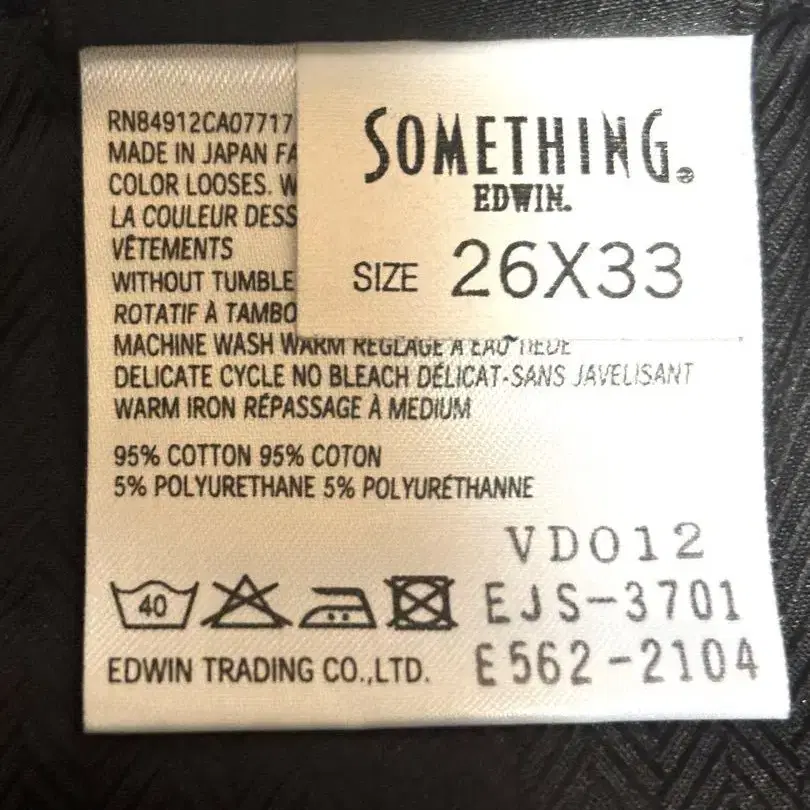 SOMETHING®
EDWIN.
SIZE 26X33
RN84912CA07717
MADE IN JAPAN FA
COLOR LOOSES. W
LA COULEUR DESS
VÊTEMENTS
WITHOUT TUMBLE
ROTATIF À TAMBO
MACHINE WASH WARM RÉGLAGE À EAU TIEDE
DELICATE CYCLE NO BLEACH DÉLICAT-SANS JAVELISANT
WARM IRON RÉPASSAGE À MEDIUM
95% COTTON 95% COTON
5% POLYURETHANE 5% POLYURÉTHANNE
VD012
40
EJS-3701
EDWIN TRADING CO.,LTD. E562-2104